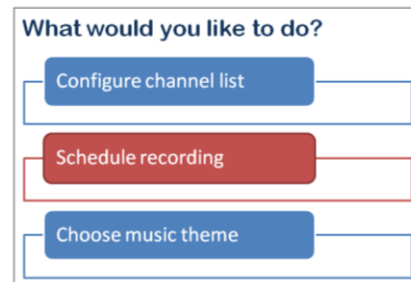 What would you like to do?
Configure channel list
Schedule recording
Choose music theme